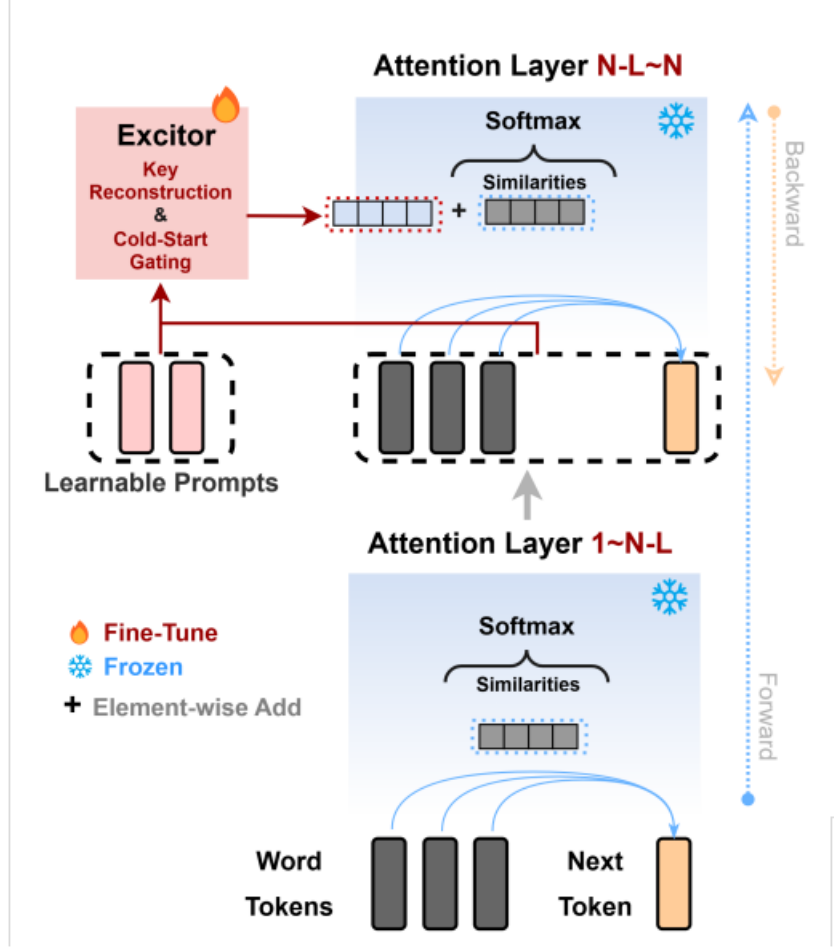 Attention Layer N-L~N
Excitor
Key
Reconstruction
&
Cold-Start
Gating
Softmax
Similarities
+
Backward
Learnable Prompts
Attention Layer 1~N-L
Softmax
Similarities
Fine-Tune
Frozen
+ Element-wise Add
Forward
Word
Tokens
Next
Token